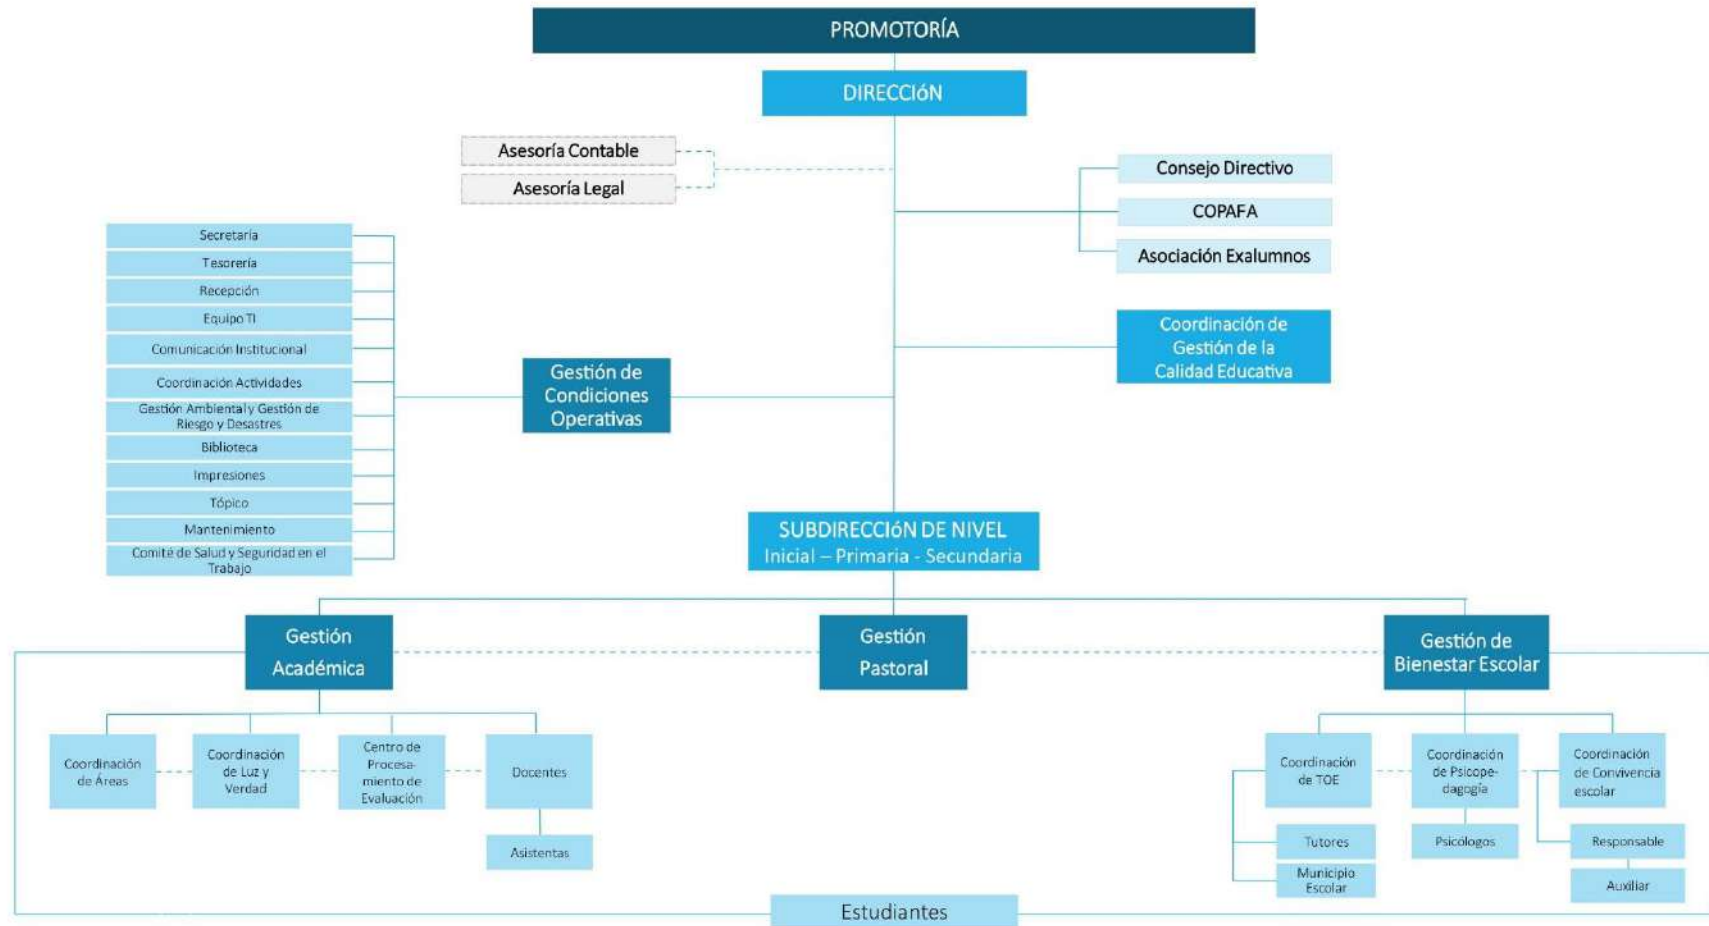 PROMOTORÍA
DIRECCIóN
Asesoría Contable
Asesoría Legal
Consejo Directivo
COPAFA
Asociación Exalumnos
Secretaría
Tesorería
Recepción
Equipo TI
Comunicación Institucional
Coordinación Actividades
Gestión Ambiental y Gestión de
Riesgo y Desastres
Biblioteca
Impresiones
Tópico
Mantenimiento
Comité de Salud y Seguridad en el
Trabajo
Gestión de
Condiciones
Operativas
Coordinación de
Gestión de la
Calidad Educativa
SUBDIRECCIóN DE NIVEL
Inicial – Primaria - Secundaria
Gestión
Académica
Gestión
Pastoral
Gestión de
Bienestar Escolar
Coordinación
de Áreas
Coordinación
de Luz y
Verdad
Centro de
Procesa-
miento de
Evaluación
Docentes
Asistentas
Coordinación
de TOE
Coordinación
de Psicope-
dagogía
Coordinación
de Convivencia
escolar
Tutores
Municipio
Escolar
Psicólogos
Responsable
Auxiliar
Estudiantes